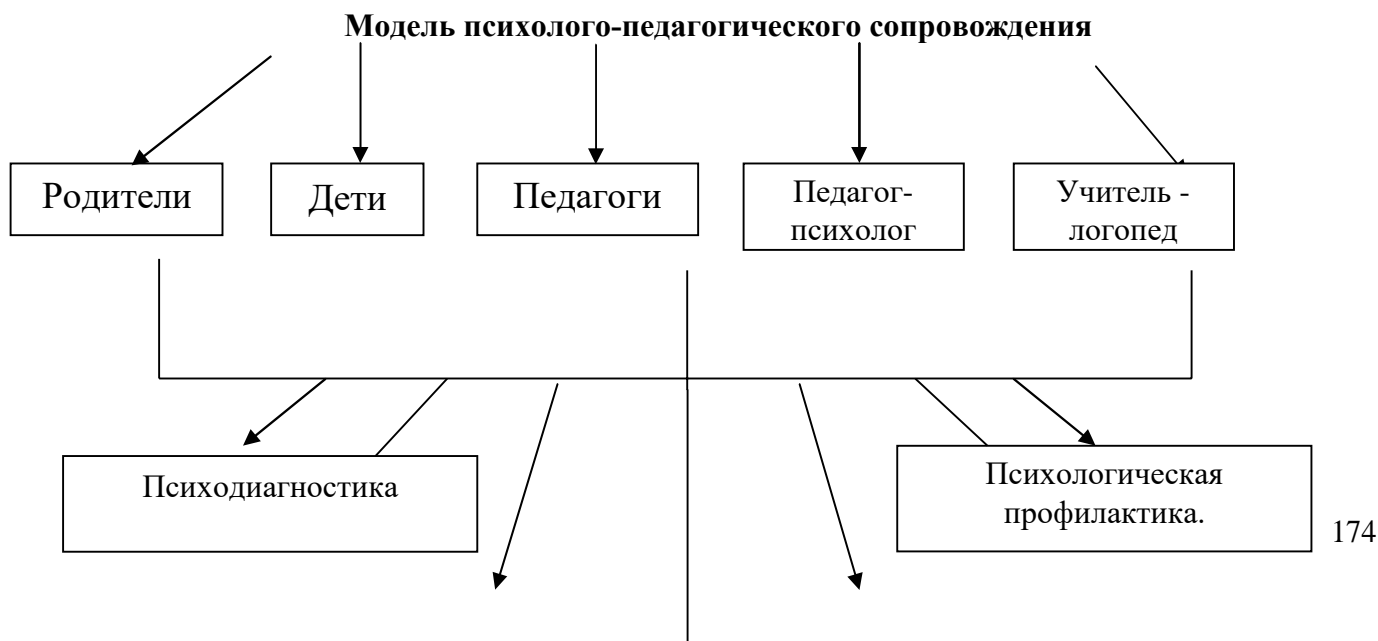 Модель психолого-педагогического сопровождения
Родители
Дети
Педагоги
Педагог-
психолог
Учитель -
логопед
Психодиагностика
Психологическая
профилактика.
174